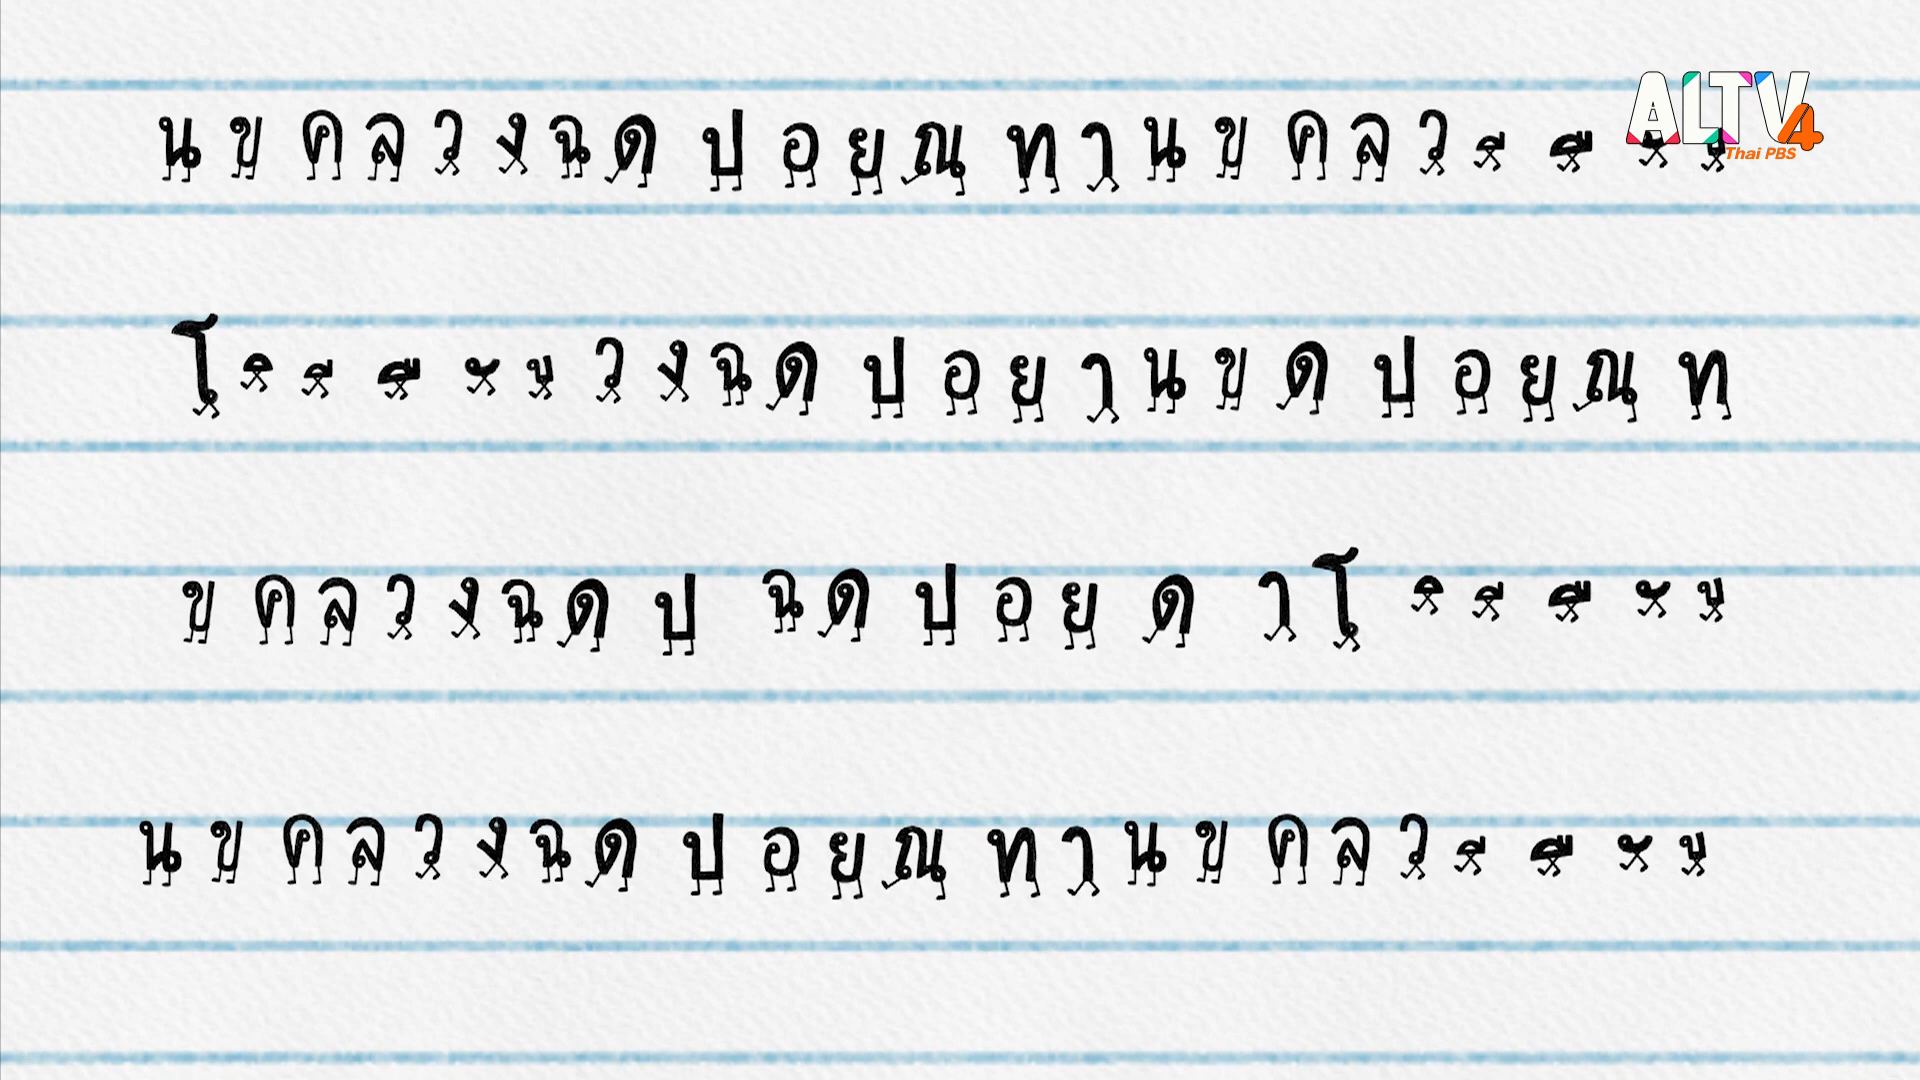 น ข ค ล ว ง ฉ ด ป อ ย ณ ท า น ข ค ล ว ี ื ั ุ
โ ิ ี ื ั ุ ว ง ฉ ด ป อ ย า น ข ด ป อ ย ณ ท
ข ค ล ว ง ฉ ด ป ฉ ด ป อ ย ด า โ ิ ี ื ั ุ
น ข ค ล ว ง ฉ ด ป อ ย ณ ท า น ข ค ล ว ี ื ั ุ
ALTV4
Thai PBS